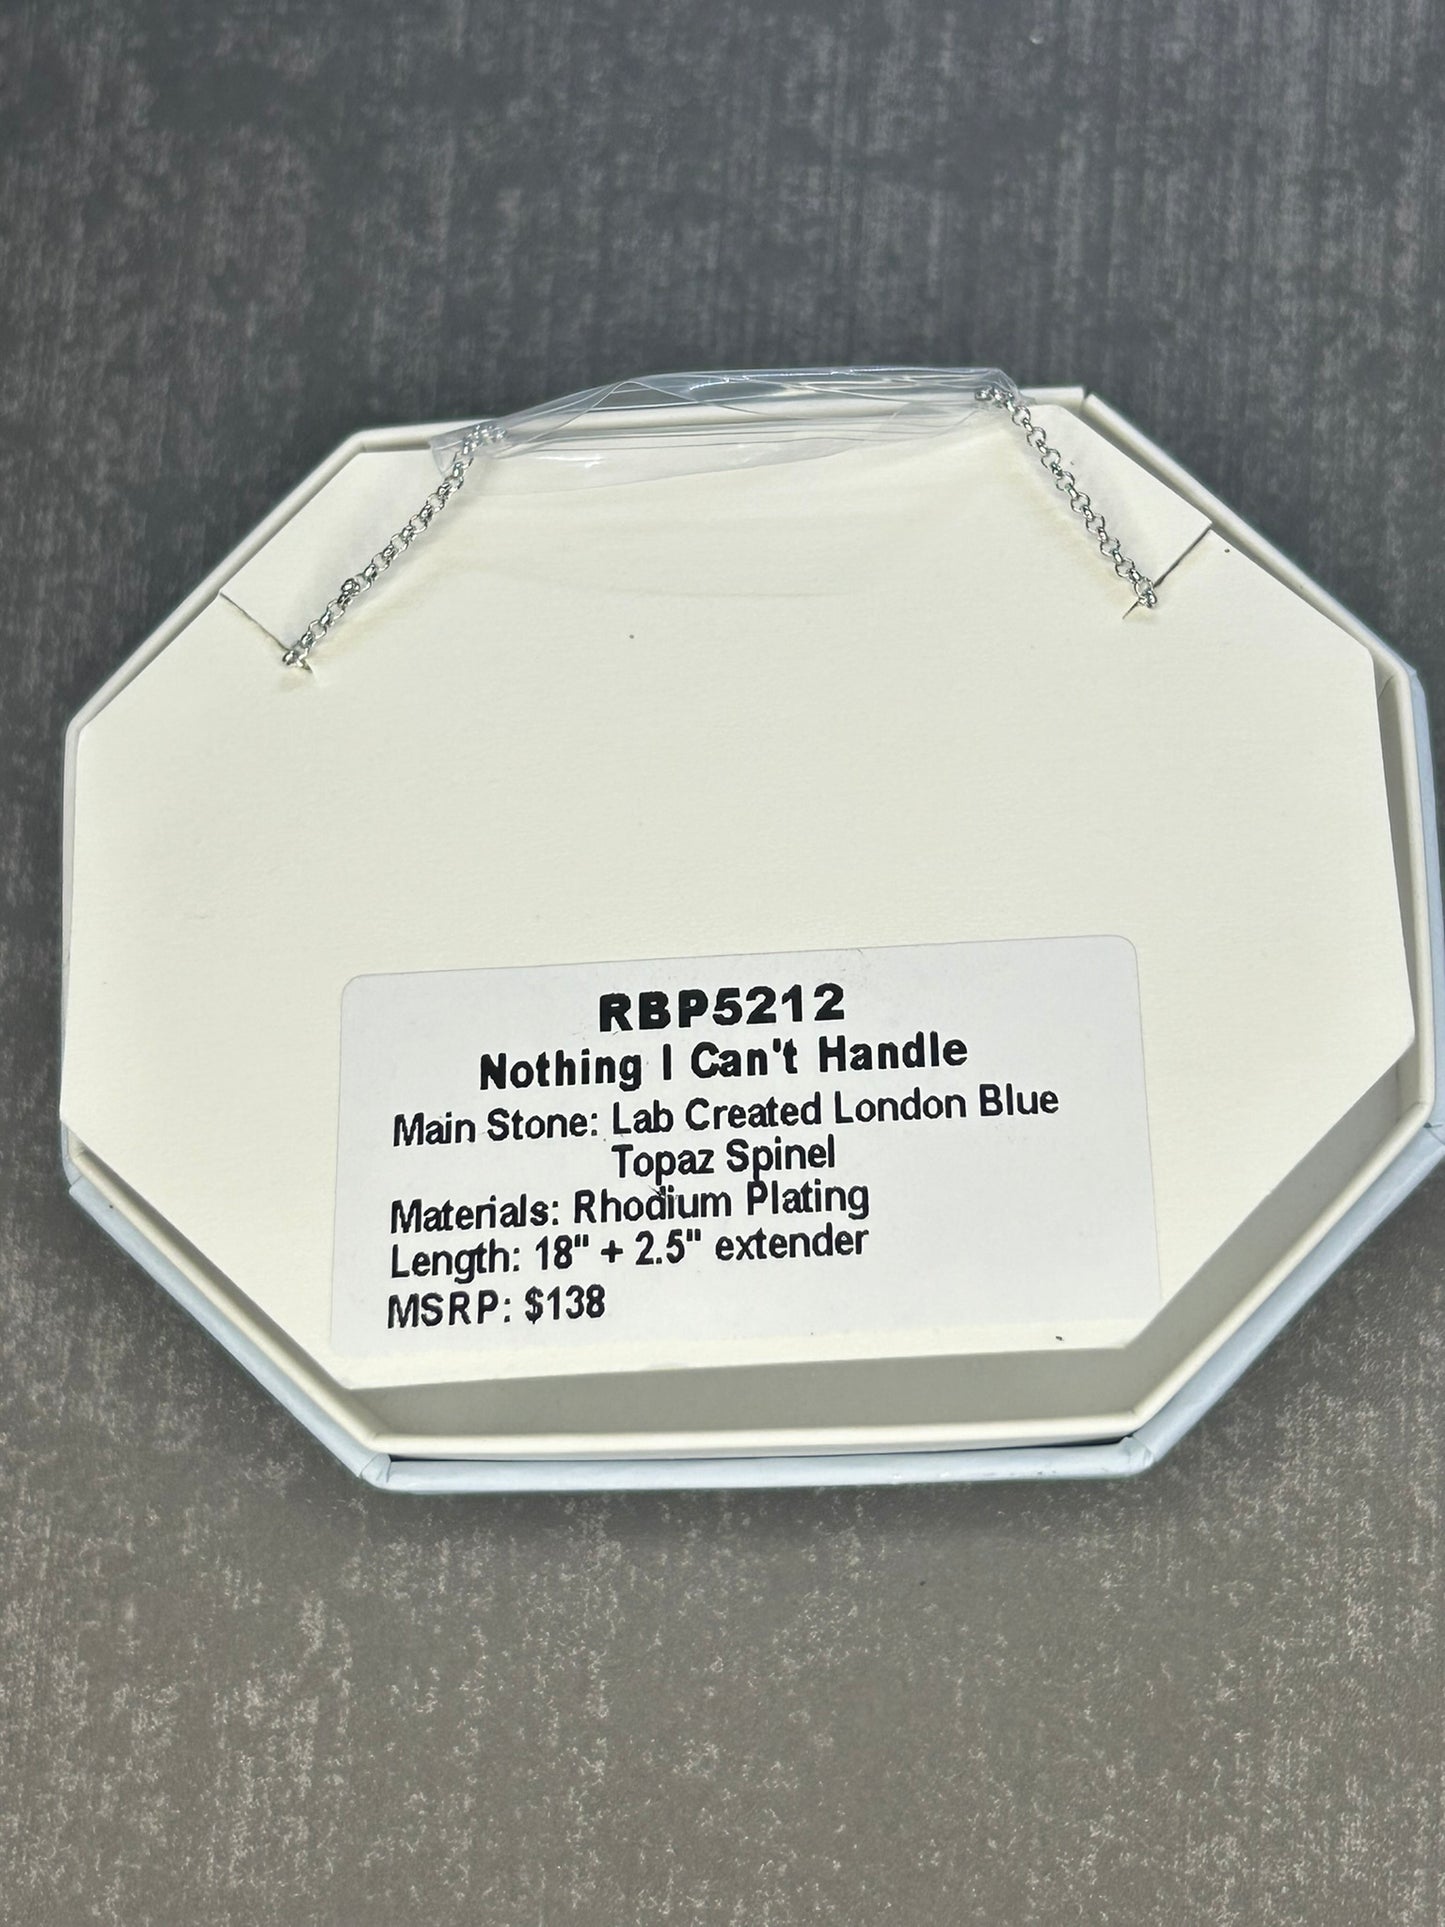 RBP5212
Nothing I Can't Handle
Main Stone: Lab Created London Blue
Topaz Spinel
Materials: Rhodium Plating
Length: 18" + 2.5" extender
MSRP: $138